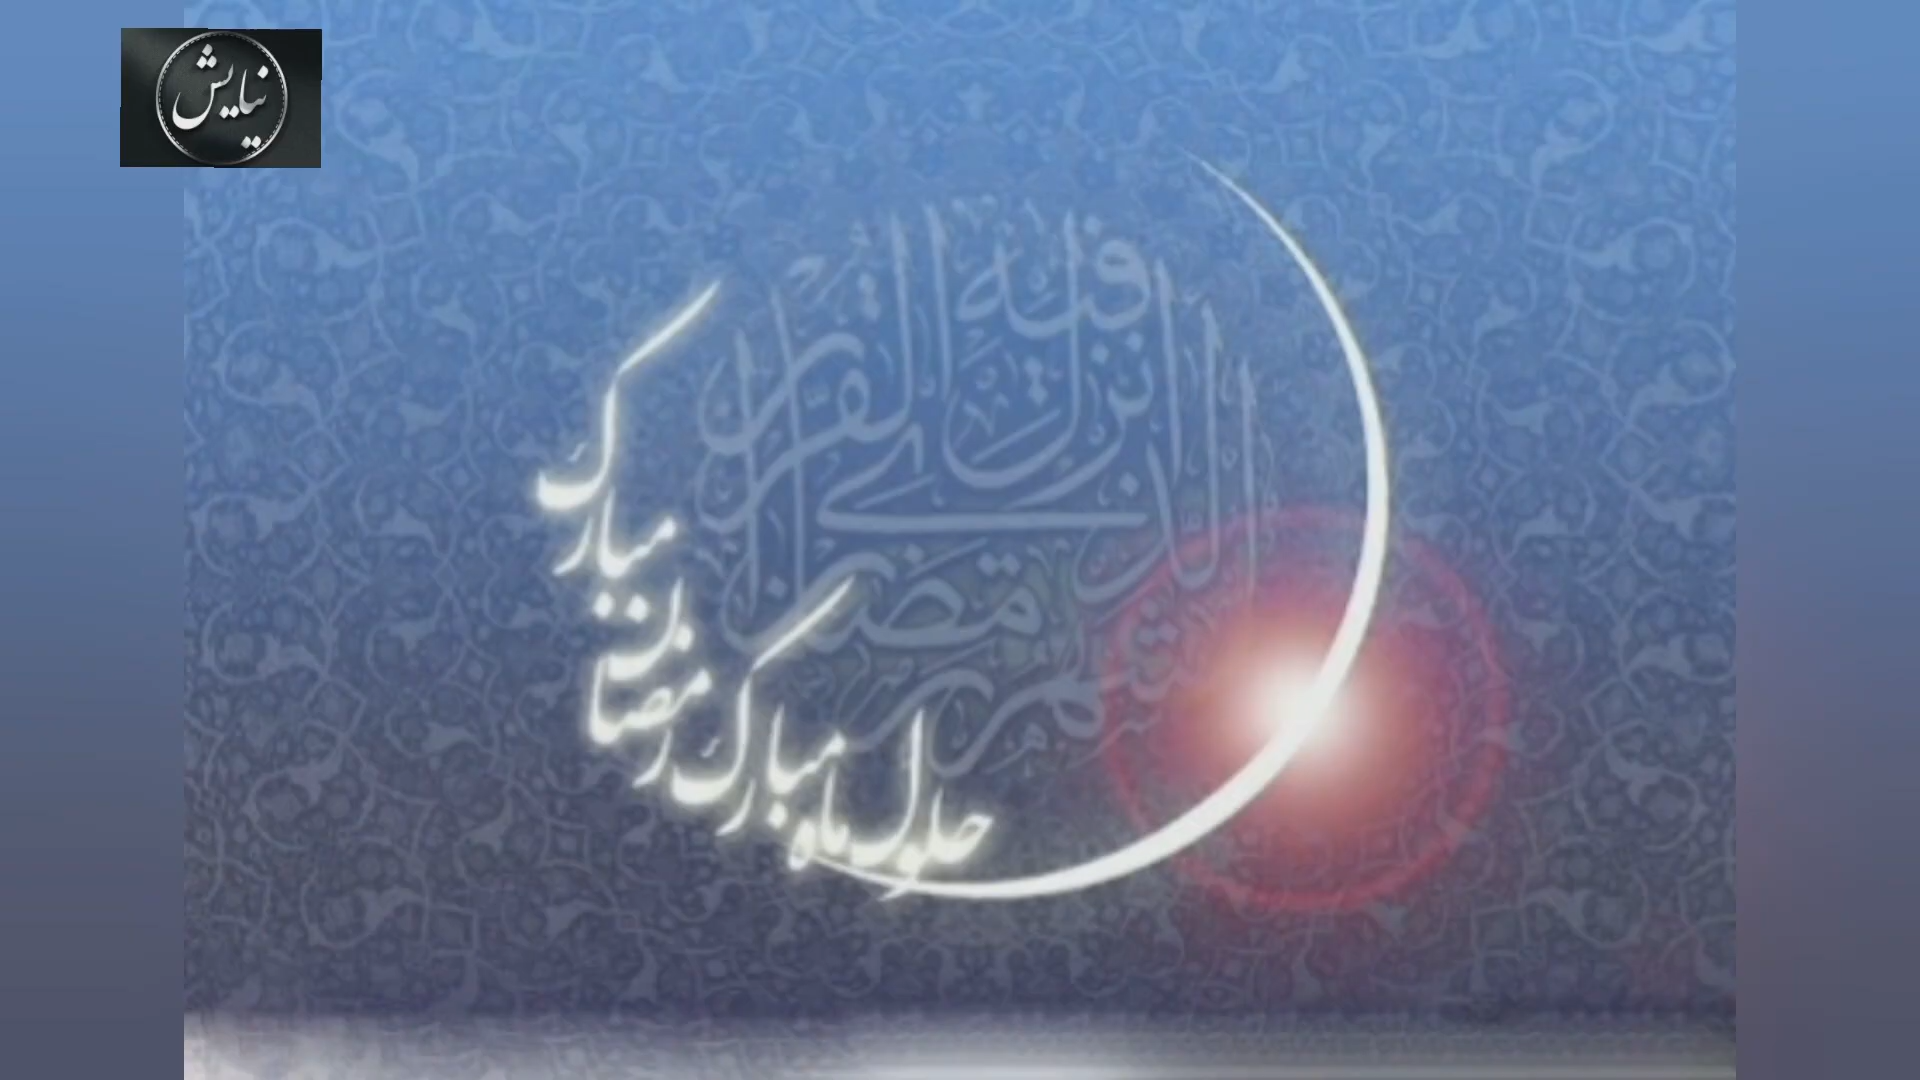 نیایش
شهر رمضان
الذی انزل فیه القرآن
حلول ماه مبارک رمضان مبارک